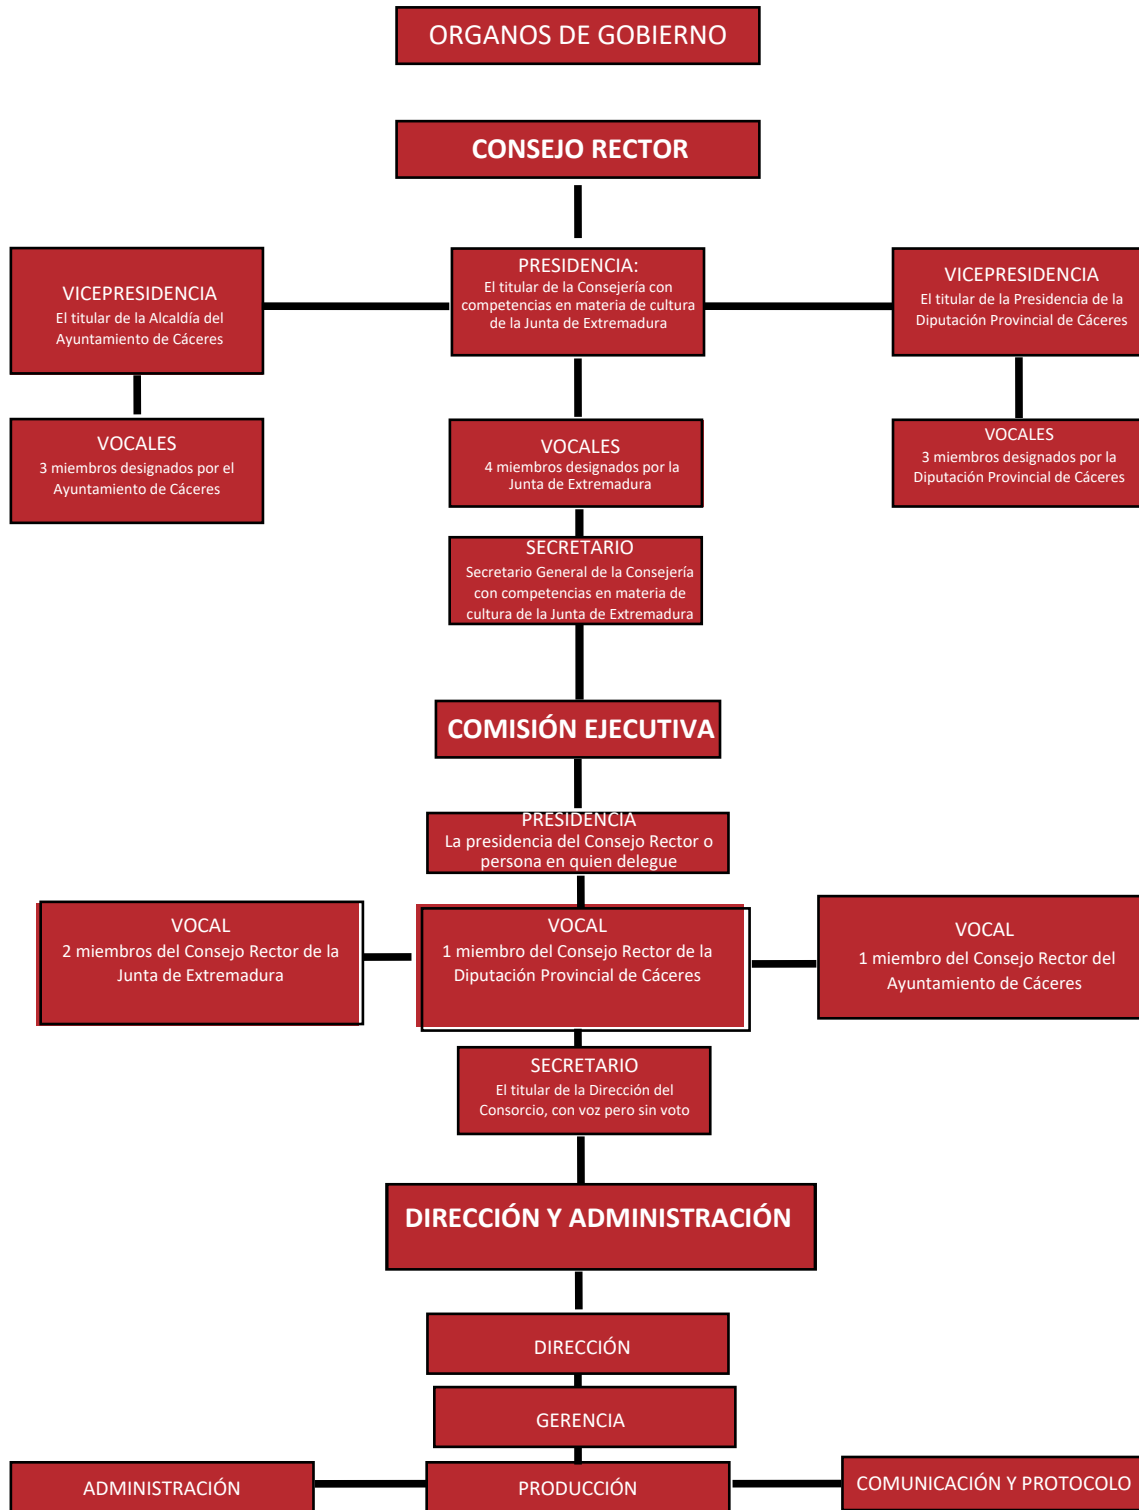 ORGANOS DE GOBIERNO
CONSEJO RECTOR
VICEPRESIDENCIA
El titular de la Alcaldía del
Ayuntamiento de Cáceres
PRESIDENCIA:
El titular de la Consejería con
competencias en materia de cultura
de la Junta de Extremadura
VICEPRESIDENCIA
El titular de la Presidencia de la
Diputación Provincial de Cáceres
VOCALES
3 miembros designados por el
Ayuntamiento de Cáceres
VOCALES
4 miembros designados por la
Junta de Extremadura
VOCALES
3 miembros designados por la
Diputación Provincial de Cáceres
SECRETARIO
Secretario General de la Consejería
con competencias en materia de
cultura de la Junta de Extremadura
COMISIÓN EJECUTIVA
PRESIDENCIA
La presidencia del Consejo Rector o
persona en quien delegue
VOCAL
2 miembros del Consejo Rector de la
Junta de Extremadura
VOCAL
1 miembro del Consejo Rector de la
Diputación Provincial de Cáceres
VOCAL
1 miembro del Consejo Rector del
Ayuntamiento de Cáceres
SECRETARIO
El titular de la Dirección del
Consorcio, con voz pero sin voto
DIRECCIÓN Y ADMINISTRACIÓN
DIRECCIÓN
GERENCIA
ADMINISTRACIÓN
PRODUCCIÓN
COMUNICACIÓN Y PROTOCOLO